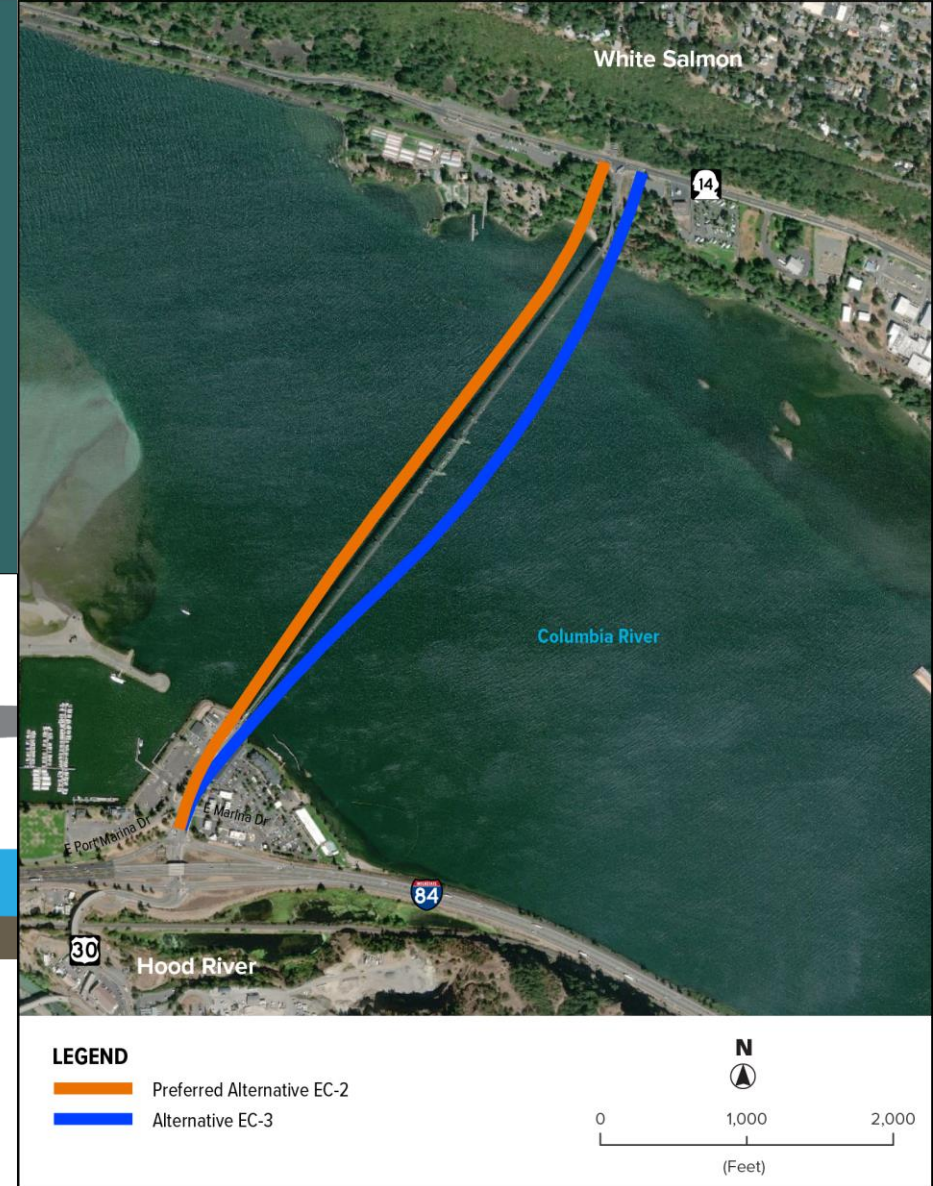 White Salmon
14
Columbia River
E Marina Dr
E Port Marina Dr
INTERSTATE
84
30
Hood River
LEGEND
Preferred Alternative EC-2
Alternative EC-3
N
0 1,000 2,000
(Feet)